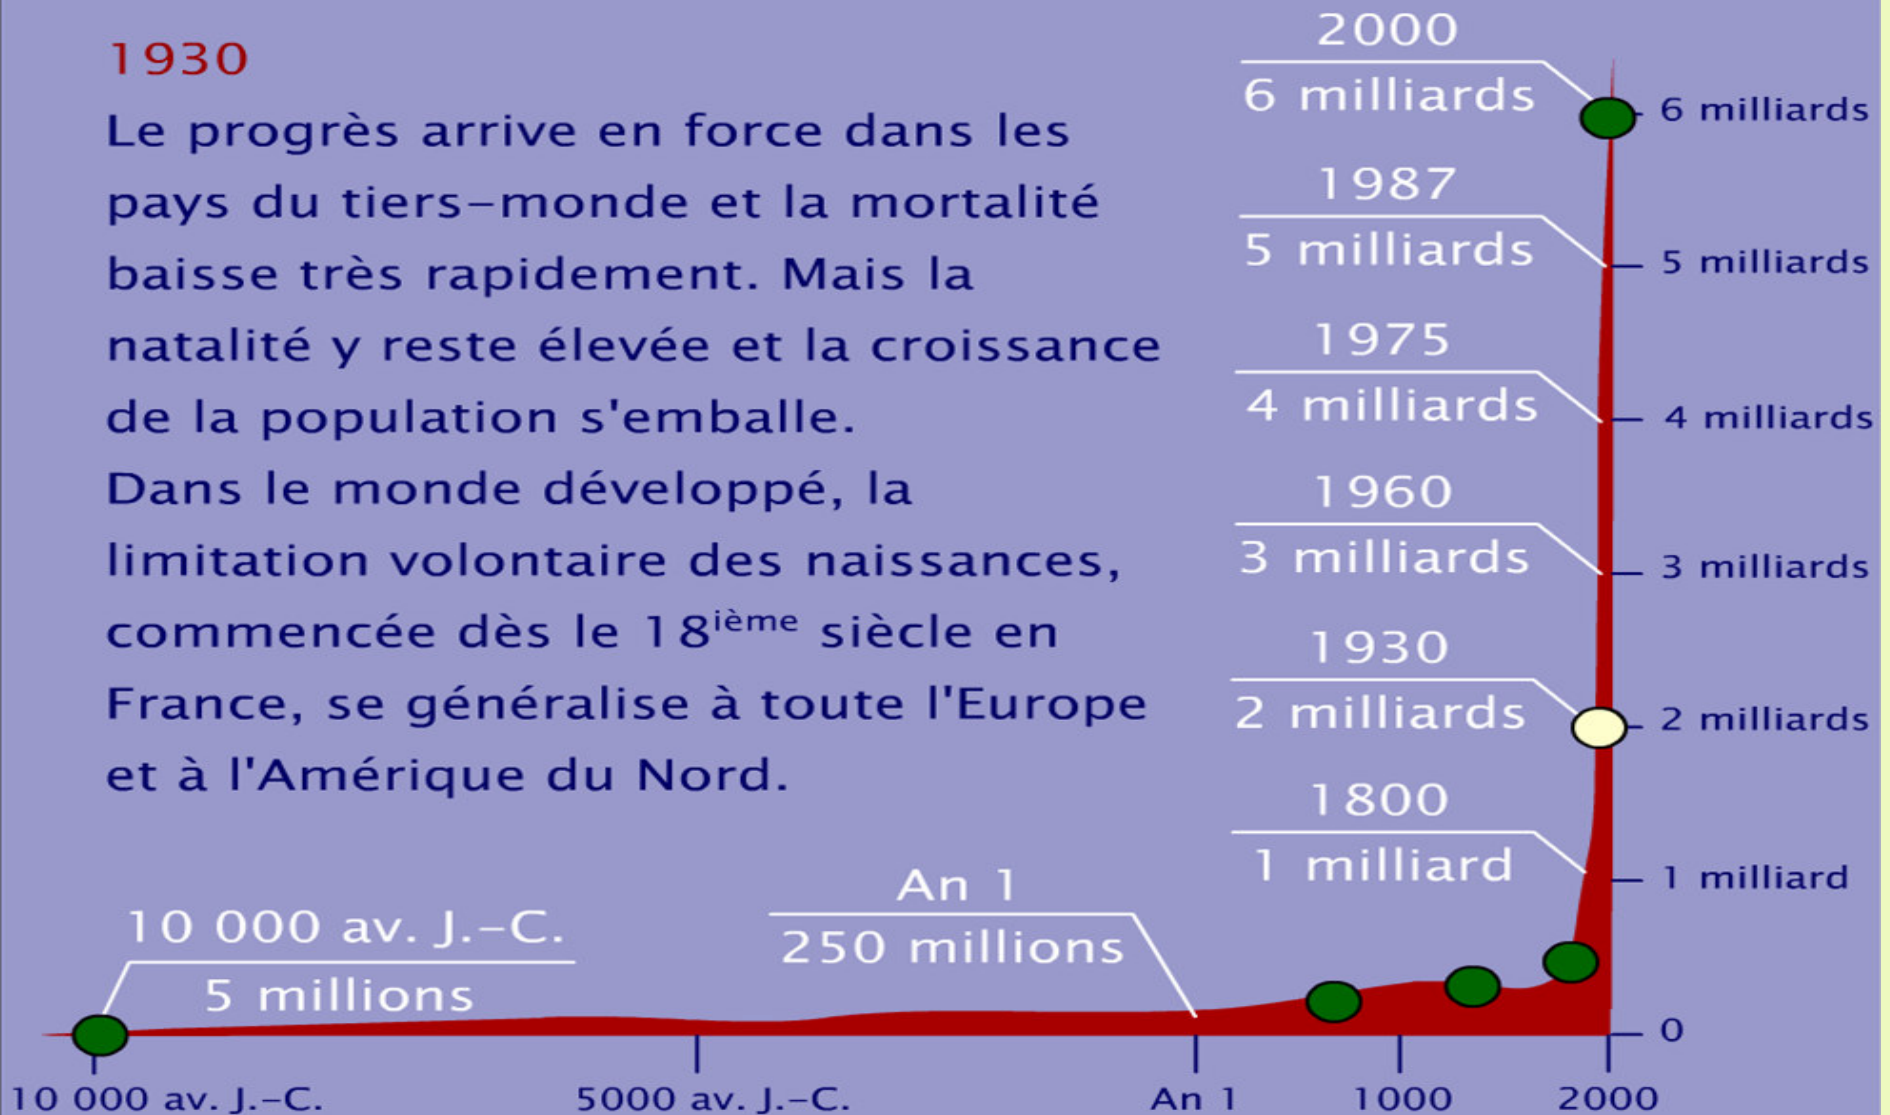 1930
Le progrès arrive en force dans les
pays du tiers-monde et la mortalité
baisse très rapidement. Mais la
natalité y reste élevée et la croissance
de la population s'emballe.
Dans le monde développé, la
limitation volontaire des naissances,
commencée dès le 18ième siècle en
France, se généralise à toute l'Europe
et à l'Amérique du Nord.
2000
6 milliards
1987
5 milliards
1975
4 milliards
1960
3 milliards
1930
2 milliards
1800
1 milliard
An 1
250 millions
10 000 av. J.-C.
5 millions
6 milliards
5 milliards
4 milliards
3 milliards
2 milliards
1 milliard
0
10 000 av. J.-C.
5000 av. J.-C.
An 1
1000
2000